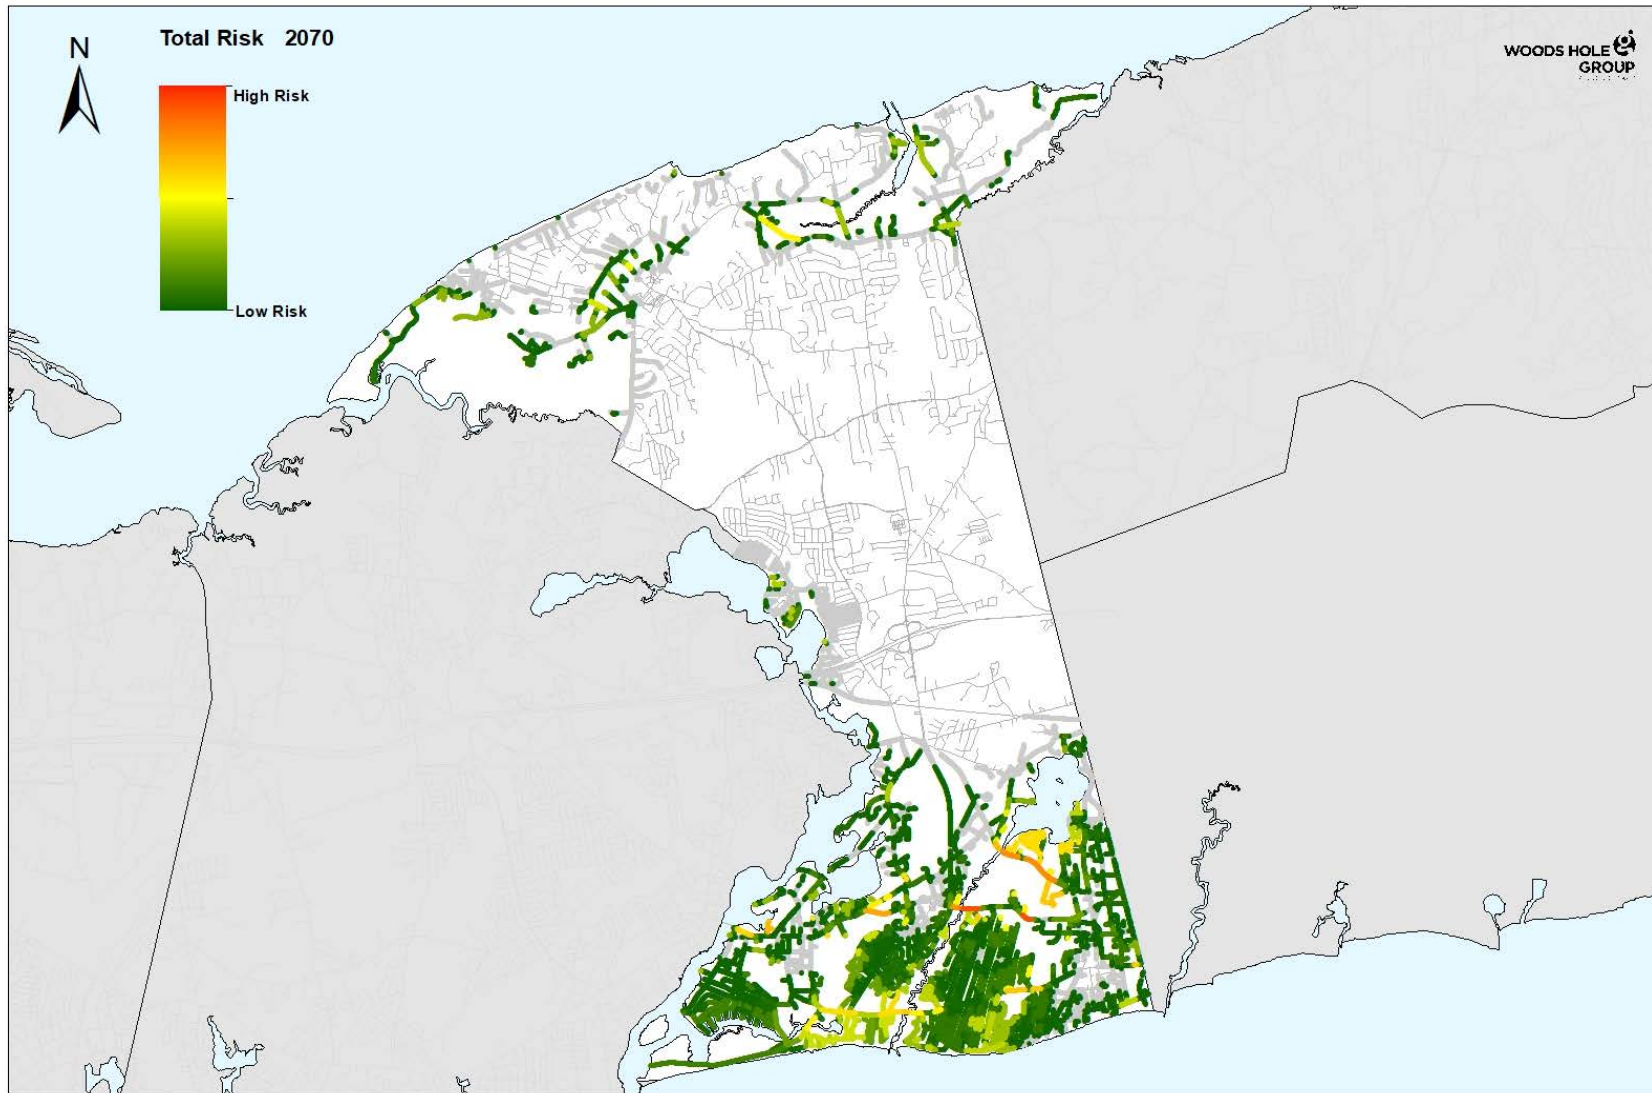 N
Total Risk 2070
High Risk
Low Risk
WOODS HOLE
GROUP